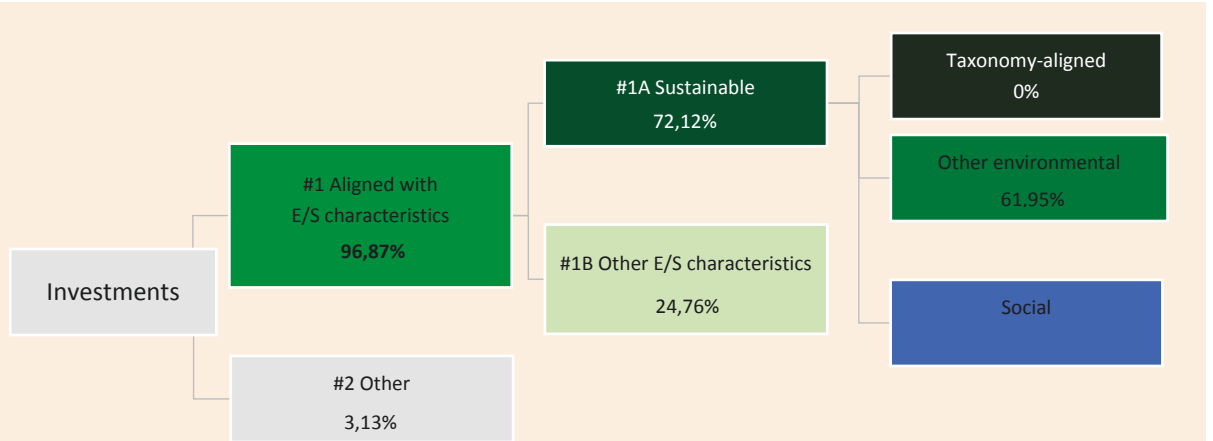 Investments
#1 Aligned with
E/S characteristics
96,87%
#2 Other
3,13%
#1A Sustainable
72,12%
#1B Other E/S characteristics
24,76%
Taxonomy-aligned
0%
Other environmental
61,95%
Social